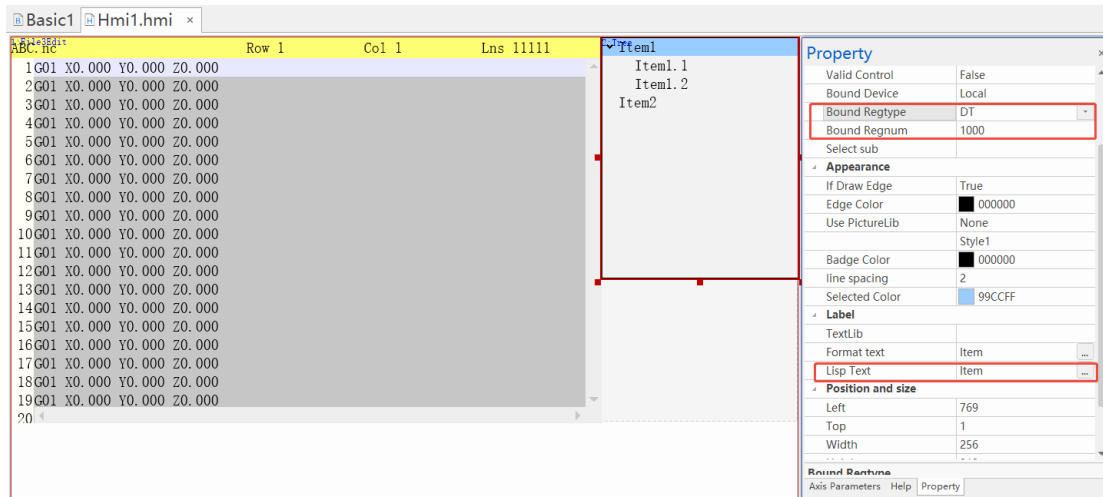 Basic1 Hmi1.hmi ×
1:File3Edit
ABC.nc Row 1 Col 1 Lns 11111
1G01 X0.000 Y0.000 Z0.000
2G01 X0.000 Y0.000 Z0.000
3G01 X0.000 Y0.000 Z0.000
4G01 X0.000 Y0.000 Z0.000
5G01 X0.000 Y0.000 Z0.000
6G01 X0.000 Y0.000 Z0.000
7G01 X0.000 Y0.000 Z0.000
8G01 X0.000 Y0.000 Z0.000
9G01 X0.000 Y0.000 Z0.000
10G01 X0.000 Y0.000 Z0.000
11G01 X0.000 Y0.000 Z0.000
12G01 X0.000 Y0.000 Z0.000
13G01 X0.000 Y0.000 Z0.000
14G01 X0.000 Y0.000 Z0.000
15G01 X0.000 Y0.000 Z0.000
16G01 X0.000 Y0.000 Z0.000
17G01 X0.000 Y0.000 Z0.000
18G01 X0.000 Y0.000 Z0.000
19G01 X0.000 Y0.000 Z0.000
20
Item1
Item1.1
Item1.2
Item2
Property
Valid Control False
Bound Device Local
Bound Regtype DT
Bound Regnum 1000
Select sub
Appearance
If Draw Edge True
Edge Color 000000
Use PictureLib None
Style1
Badge Color 000000
line spacing 2
Selected Color 99CCFF
Label
TextLib
Format text Item ...
Lisp Text Item ...
Position and size
Left 769
Top 1
Width 256
Bound Regtype
Axis Parameters Help Property